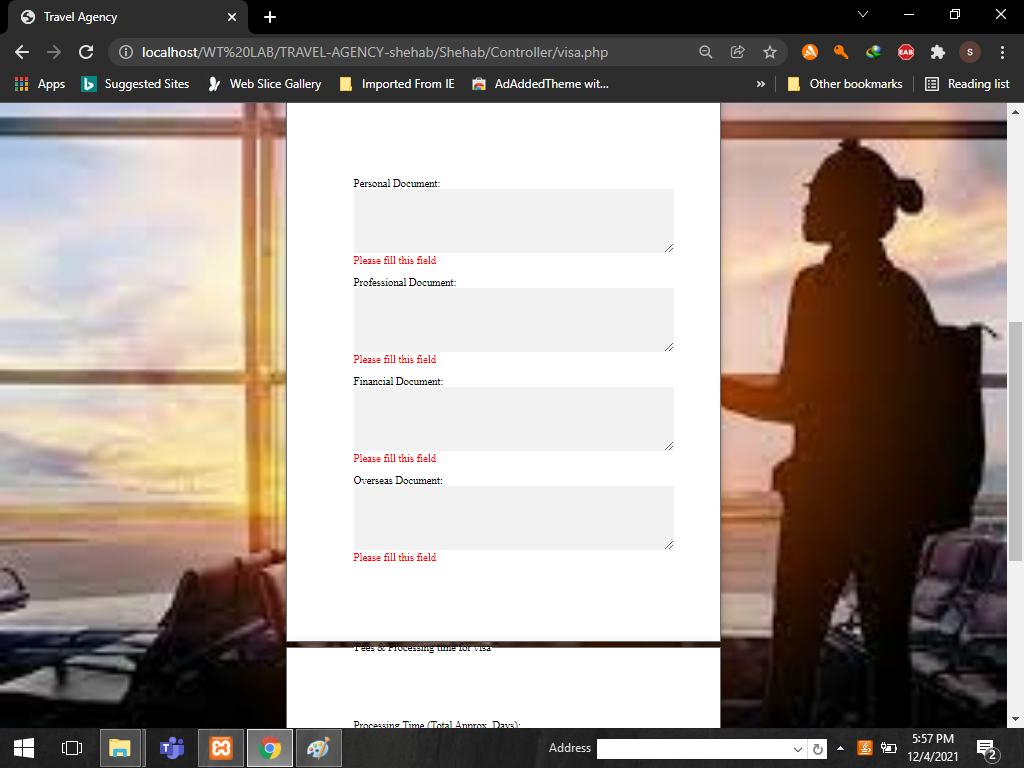 Travel Agency
localhost/WT%20LAB/TRAVEL-AGENCY-shehab/Shehab/Controller/visa.php
EAB
S
Apps
Suggested Sites
Web Slice Gallery
Imported From IE
AdAddedTheme wit...
»
Other bookmarks
Reading list
Personal Document:
Please fill this field
Professional Document:
Please fill this field
Financial Document:
Please fill this field
Overseas Document:
Please fill this field
Fees & Processing time for visa
Processing Time (Total Approx. Days):
Address
5:57 PM
12/4/2021
2